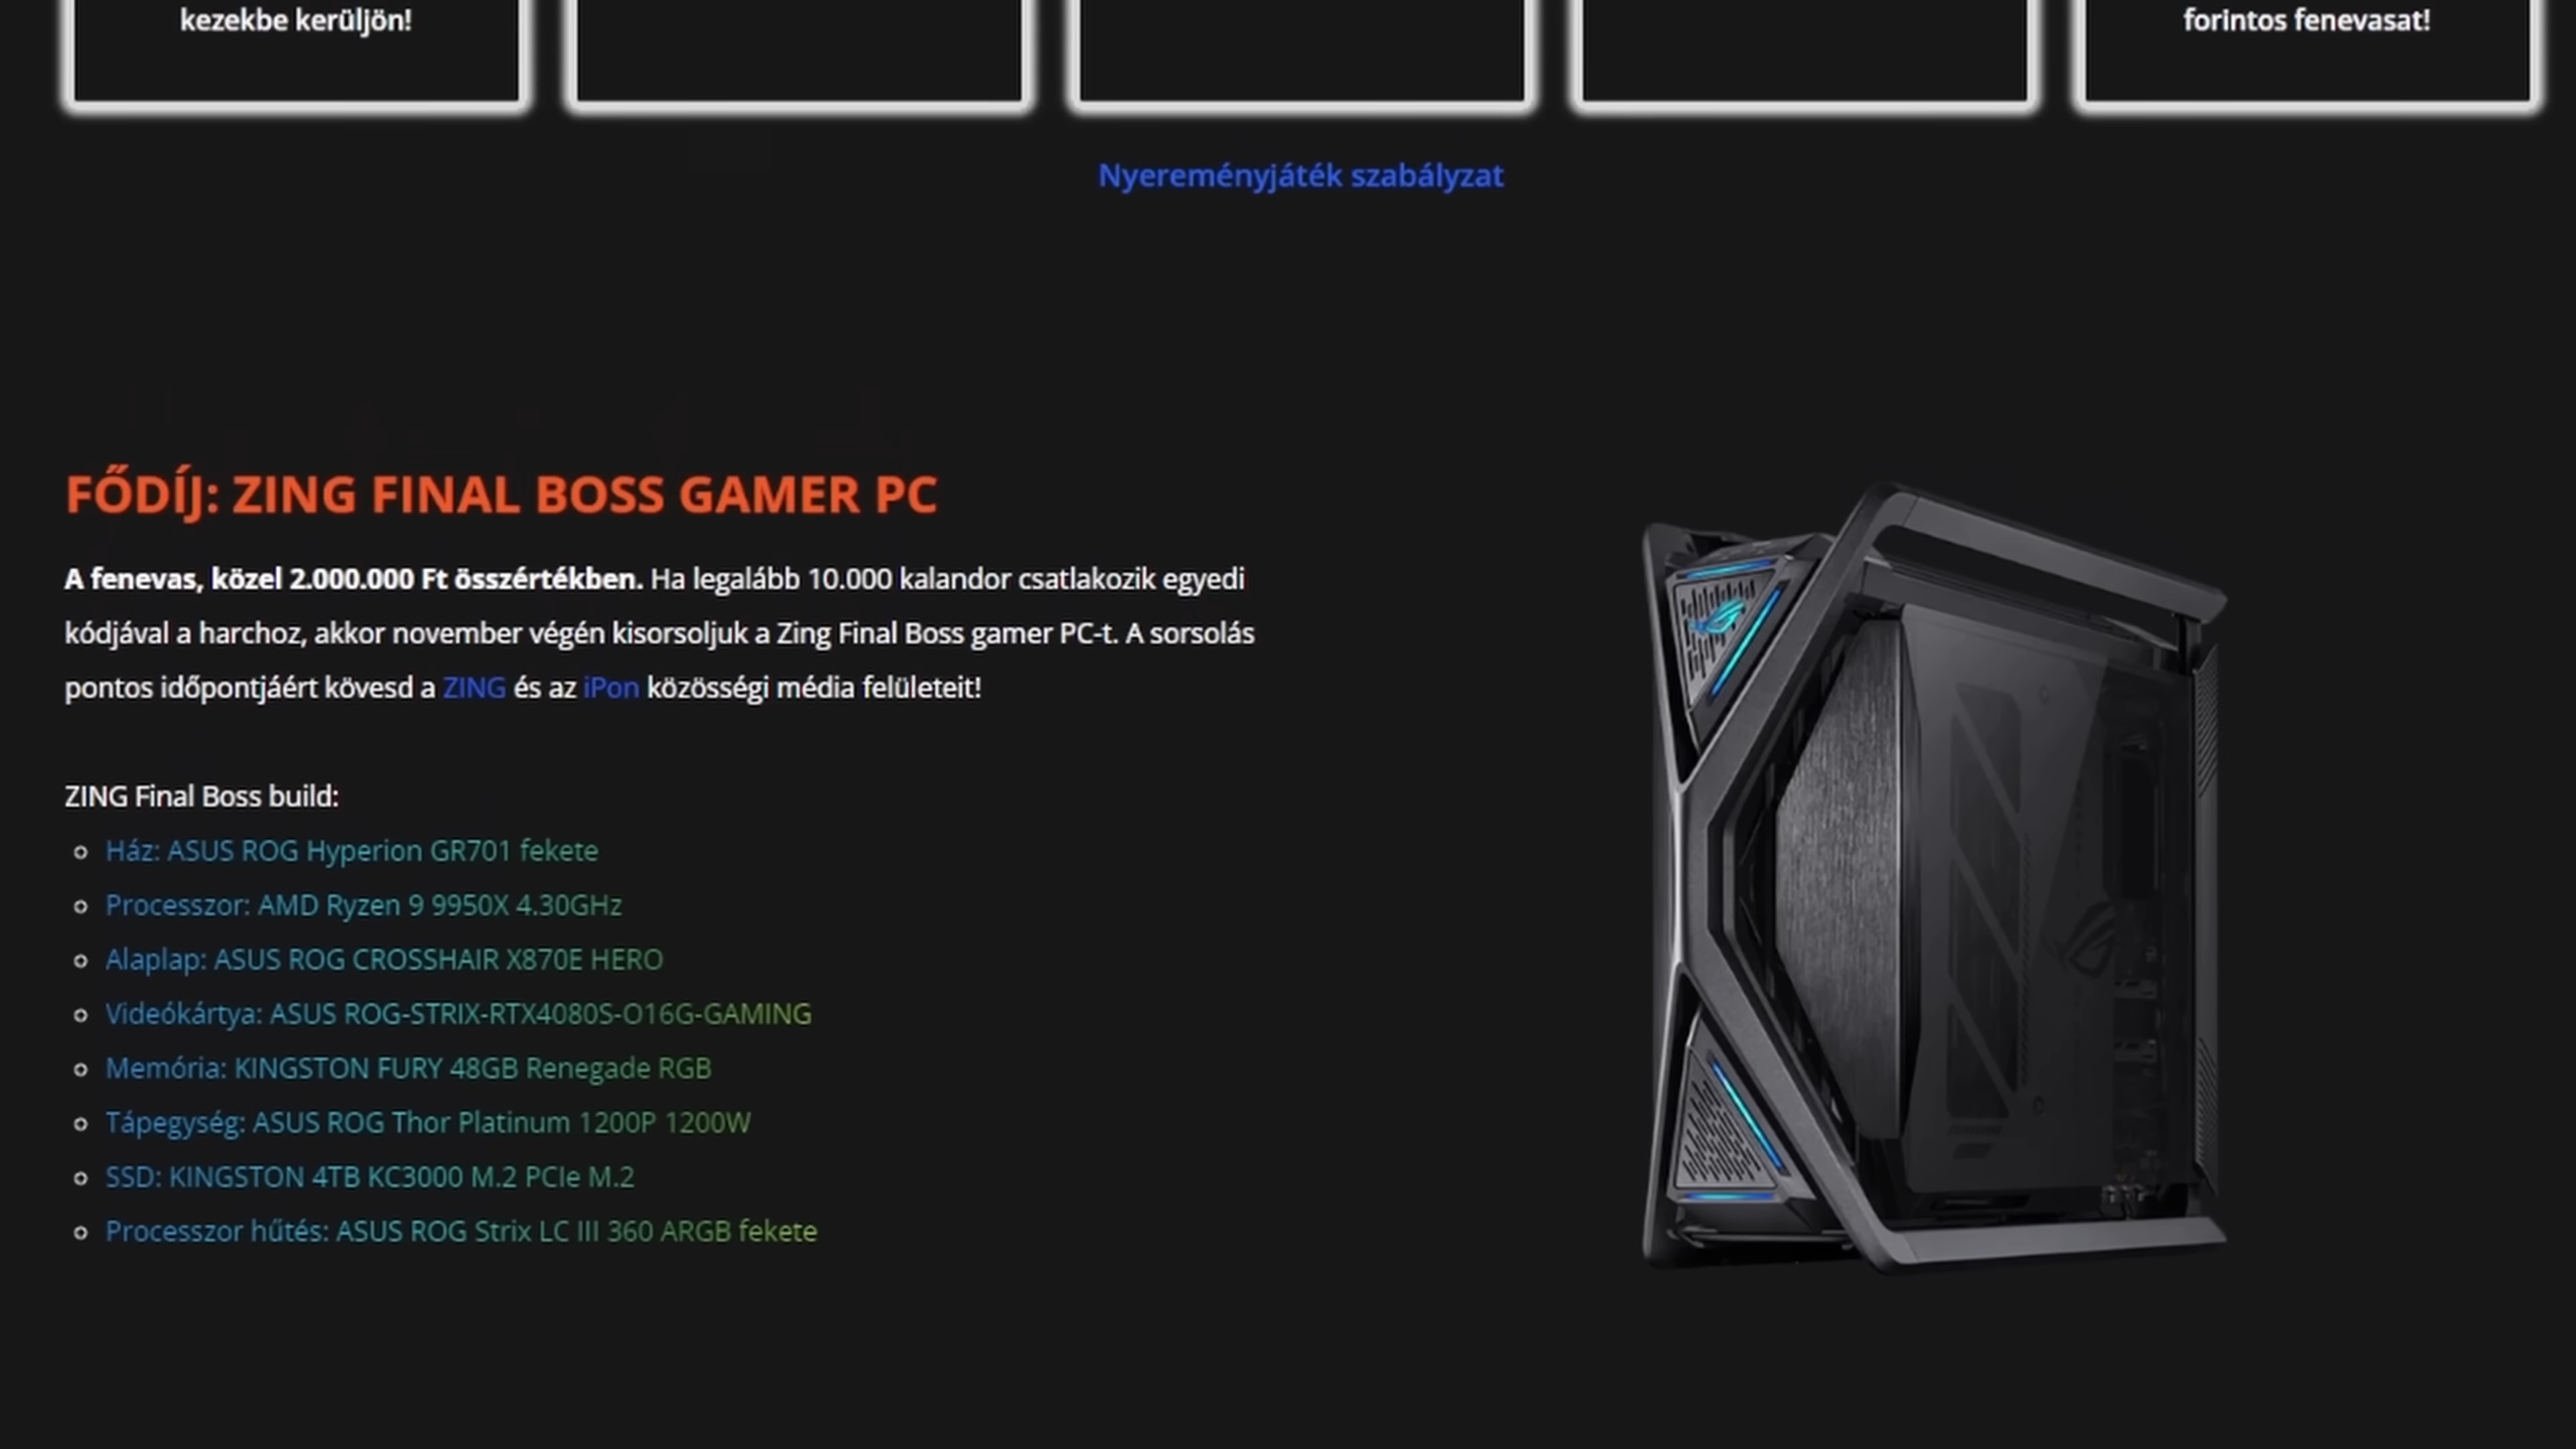 kezekbe kerüljön!
forintos fenevasat!
Nyereményjáték szabályzat
FŐDÍJ: ZING FINAL BOSS GAMER PC
A fenevas, közel 2.000.000 Ft összértékben. Ha legalább 10.000 kalandor csatlakozik egyedi
kódjával a harchoz, akkor november végén kisorsoljuk a Zing Final Boss gamer PC-t. A sorsolás
pontos időpontjáért kövesd a ZING és az iPon közösségi média felületeit!
ZING Final Boss build:
Ház: ASUS ROG Hyperion GR701 fekete
Processzor: AMD Ryzen 9 9950X 4.30GHz
Alaplap: ASUS ROG CROSSHAIR X870E HERO
Videókártya: ASUS ROG-STRIX-RTX4080S-O16G-GAMING
Memória: KINGSTON FURY 48GB Renegade RGB
Tápegység: ASUS ROG Thor Platinum 1200P 1200W
SSD: KINGSTON 4TB KC3000 M.2 PCIe M.2
Processzor hűtés: ASUS ROG Strix LC III 360 ARGB fekete